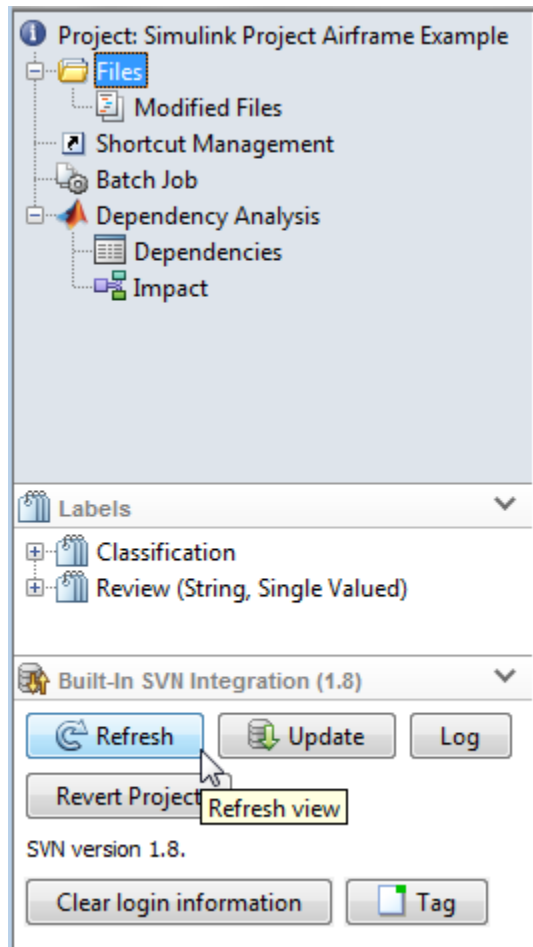 Project: Simulink Project Airframe Example
Files
Modified Files
Shortcut Management
Batch Job
Dependency Analysis
Dependencies
Impact
Labels
Classification
Review (String, Single Valued)
Built-In SVN Integration (1.8)
Refresh Update Log
Revert Project
Refresh view
SVN version 1.8.
Clear login information Tag